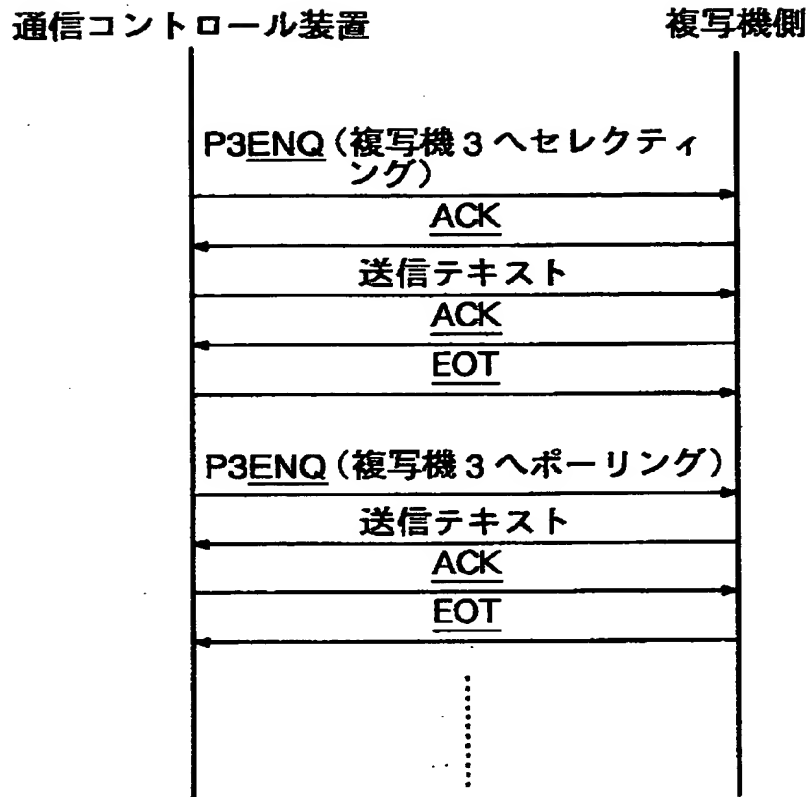 通信コントロール装置 複写機側
P3ENQ(複写機3へセレクティ
ング)
ACK
送信テキスト
ACK
EOT
P3ENQ(複写機3へポーリング)
送信テキスト
ACK
EOT